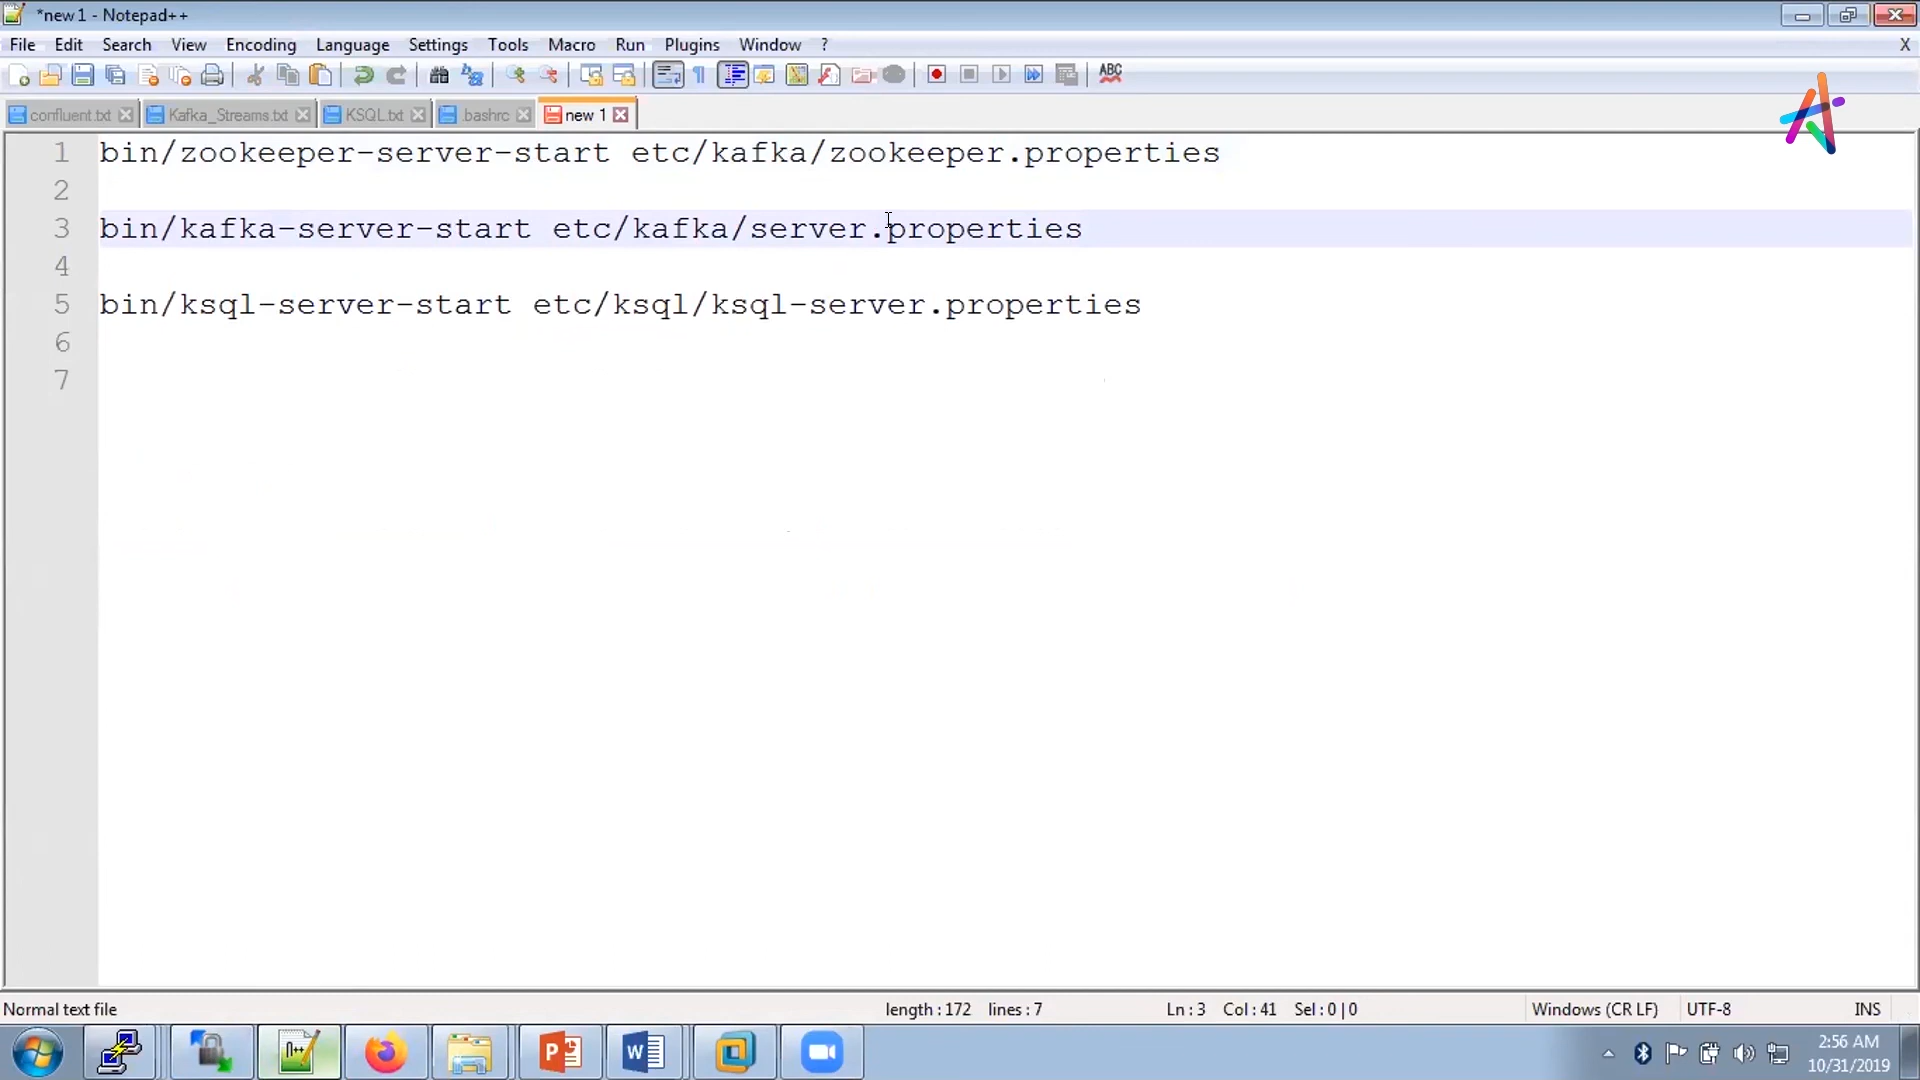 *new 1 - Notepad++
File Edit Search View Encoding Language Settings Tools Macro Run Plugins Window ? X
ABC
confluent.txt Kafka_Streams.txt KSQL.txt .bashrc new 1
1 bin/zookeeper-server-start etc/kafka/zookeeper.properties
2
3 bin/kafka-server-start etc/kafka/server.properties
4
5 bin/ksql-server-start etc/ksql/ksql-server.properties
6
7
Normal text file length : 172 lines : 7 Ln : 3 Col : 41 Sel : 0 | 0 Windows (CR LF) UTF-8 INS
2:56 AM
10/31/2019